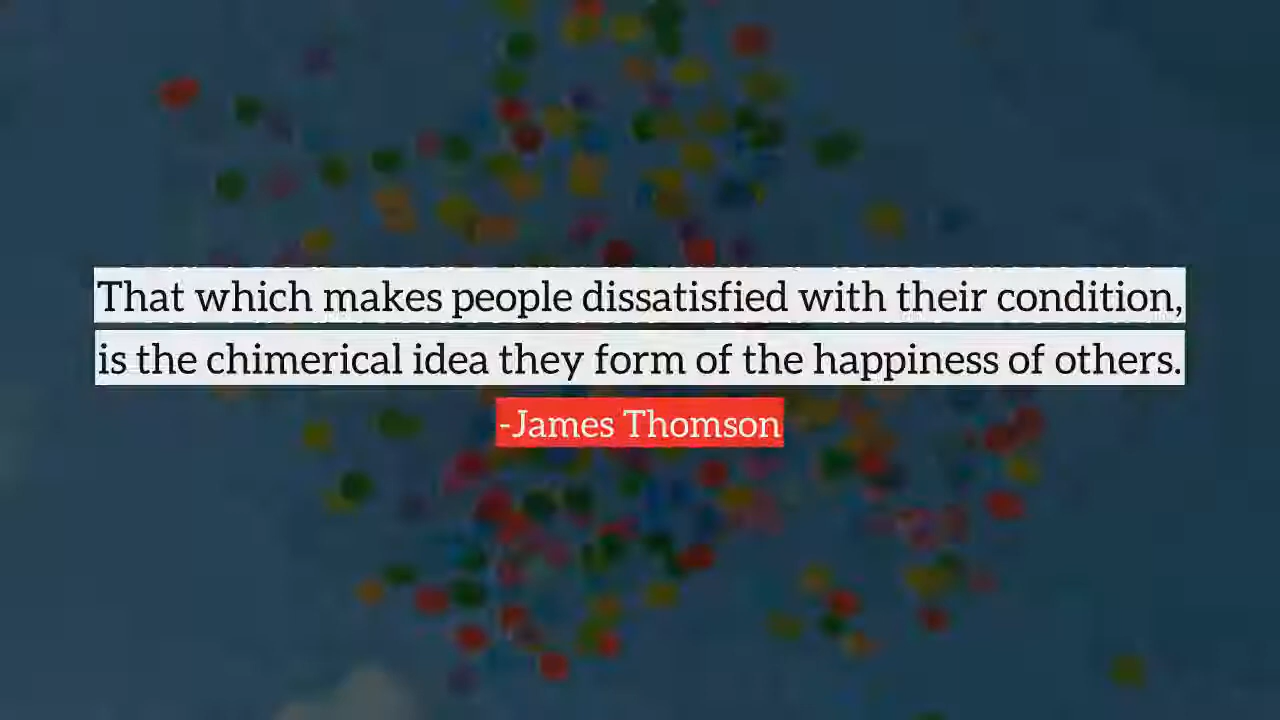 That which makes people dissatisfied with their condition,
is the chimerical idea they form of the happiness of others.
-James Thomson